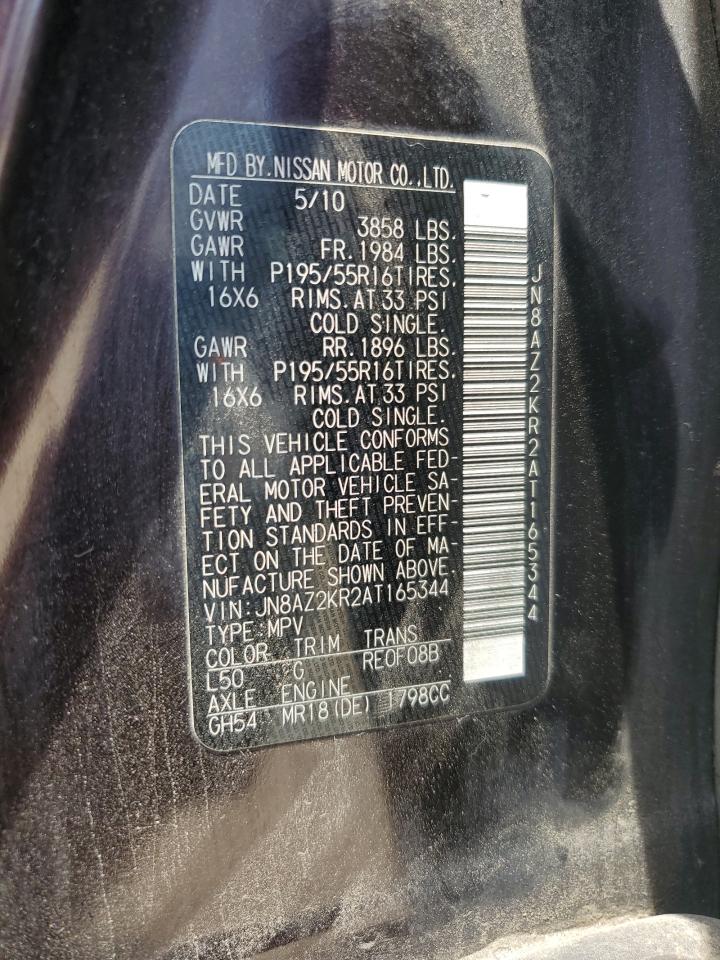 MFD BY.NISSAN MOTOR CO.,LTD.
DATE 5/10
GVWR 3858 LBS.
GAWR FR.1984 LBS.
WITH P195/55R16TIRES.
16X6 RIMS.AT 33 PSI
COLD SINGLE.
GAWR RR.1896 LBS.
WITH P195/55R16TIRES.
16X6 RIMS.AT 33 PSI
COLD SINGLE.
THIS VEHICLE CONFORMS
TO ALL APPLICABLE FED-
ERAL MOTOR VEHICLE SA-
FETY AND THEFT PREVEN-
TION STANDARDS IN EFF-
ECT ON THE DATE OF MA-
NUFACTURE SHOWN ABOVE.
VIN:JN8AZ2KR2AT165344
TYPE:MPV
COLOR TRIM TRANS
L50 G RE0F08B
AXLE ENGINE
GH54 MR18(DE) 1798CC
JN8AZ2KR2AT165344